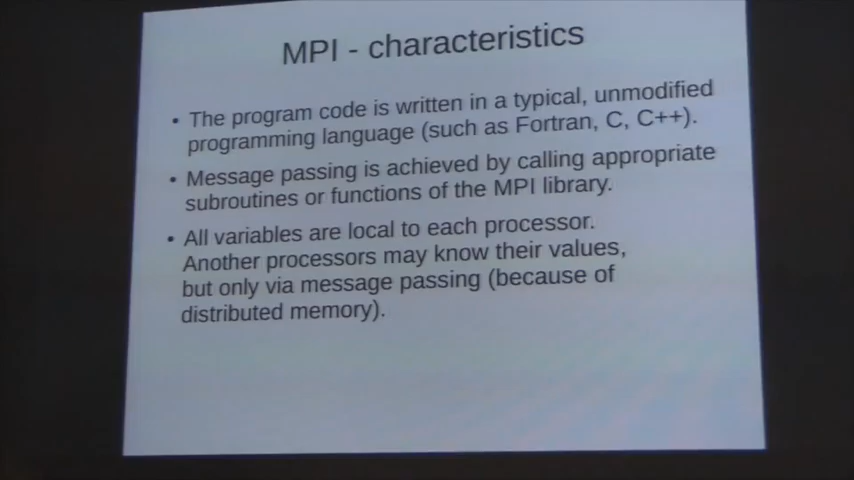 MPI - characteristics
• The program code is written in a typical, unmodified
programming language (such as Fortran, C, C++).
• Message passing is achieved by calling appropriate
subroutines or functions of the MPI library.
• All variables are local to each processor.
Another processors may know their values,
but only via message passing (because of
distributed memory).